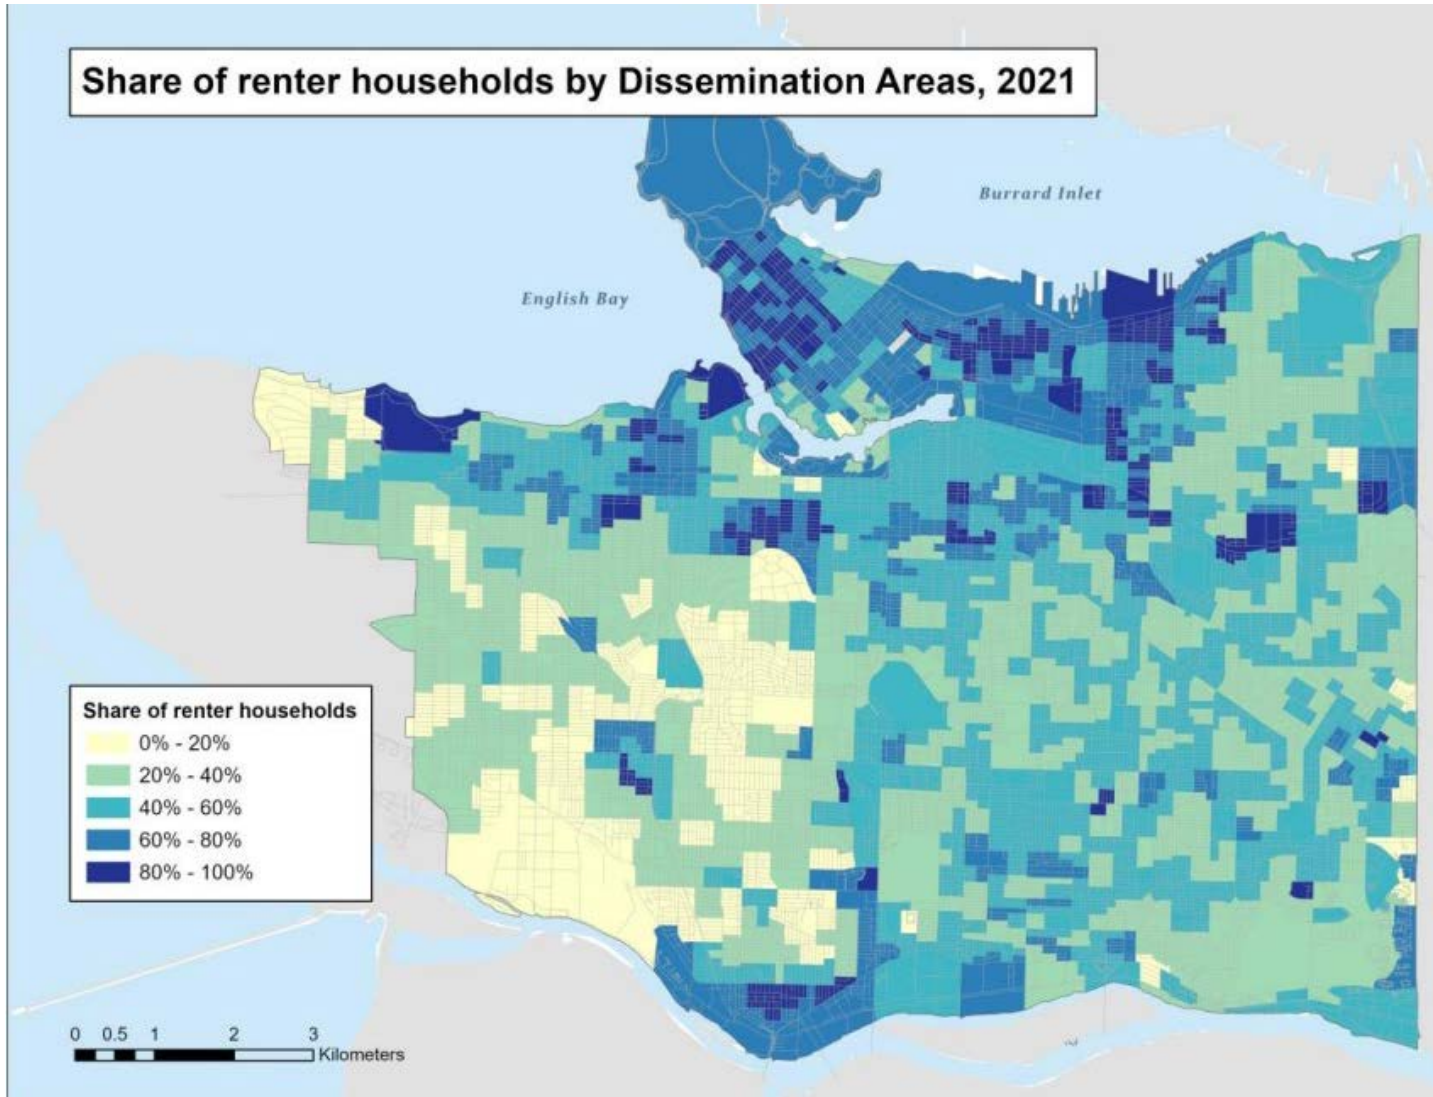 Share of renter households by Dissemination Areas, 2021
Burrard Inlet
English Bay
Share of renter households
0% - 20%
20% - 40%
40% - 60%
60% - 80%
80% - 100%
0 0.5 1 2 3
Kilometers